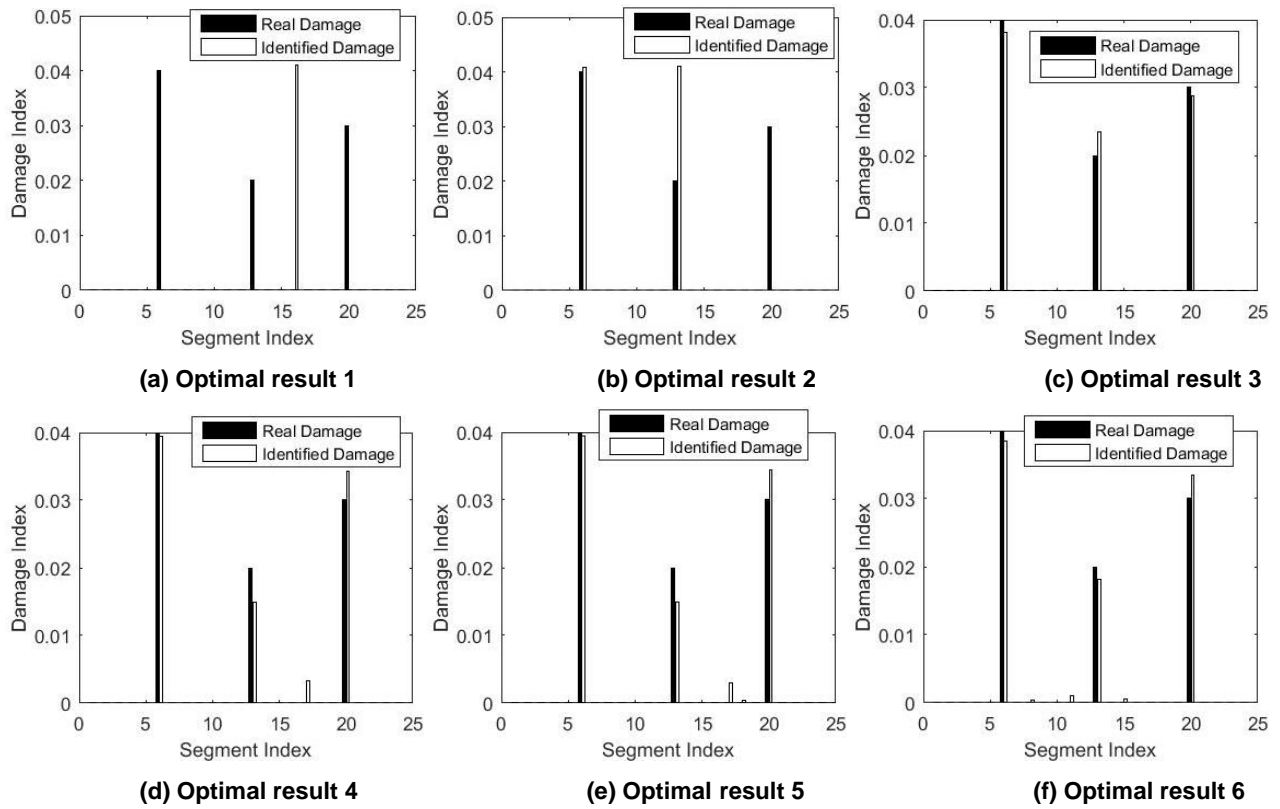 0.05
0.04
0.03
0.02
0.01
0
Damage Index
Real Damage
Identified Damage
0 5 10 15 20 25
Segment Index
(a) Optimal result 1
0.05
0.04
0.03
0.02
0.01
0
Damage Index
Real Damage
Identified Damage
0 5 10 15 20 25
Segment Index
(b) Optimal result 2
0.04
0.03
0.02
0.01
0
Damage Index
Real Damage
Identified Damage
0 5 10 15 20 25
Segment Index
(c) Optimal result 3
0.04
0.03
0.02
0.01
0
Damage Index
Real Damage
Identified Damage
0 5 10 15 20 25
Segment Index
(d) Optimal result 4
0.04
0.03
0.02
0.01
0
Damage Index
Real Damage
Identified Damage
0 5 10 15 20 25
Segment Index
(e) Optimal result 5
0.04
0.03
0.02
0.01
0
Damage Index
Real Damage
Identified Damage
0 5 10 15 20 25
Segment Index
(f) Optimal result 6